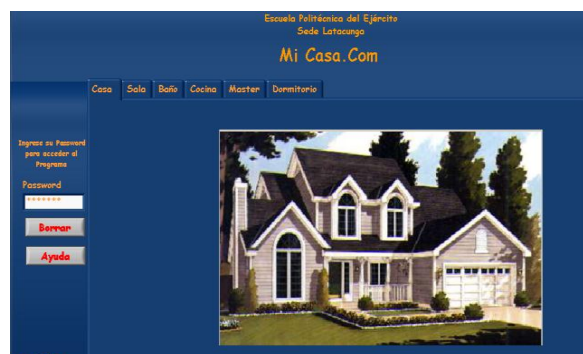 Escuela Politécnica del Ejército
Sede Latacunga
Mi Casa.Com
Casa Sala Baño Cocina Master Dormitorio
Ingrese su Password
para acceder al
Programa
Password
*******
Borrar
Ayuda